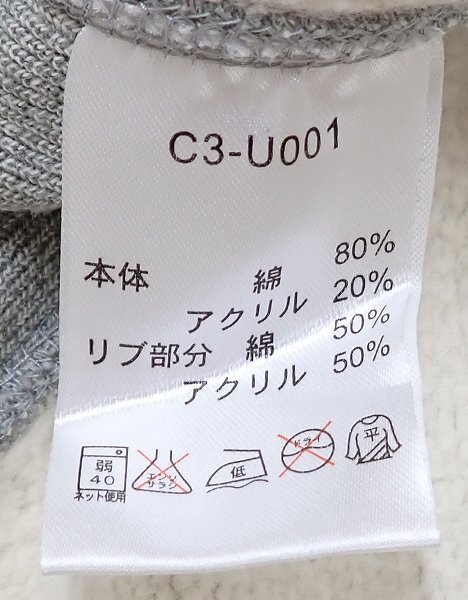 C3-U001
本体 綿 80%
アクリル 20%
リブ部分 綿 50%
アクリル 50%
弱
40
ネット使用
エンソ
サラシ
低
ドライ
平